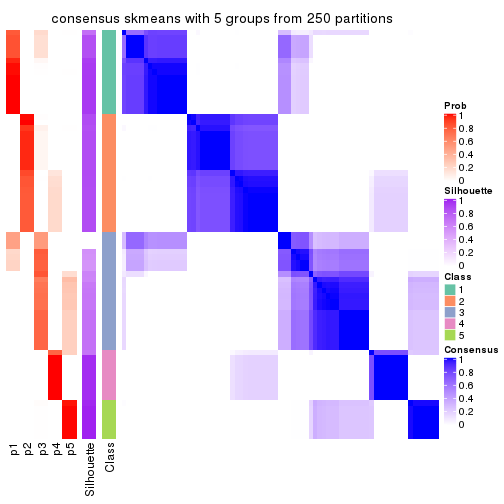 consensus skmeans with 5 groups from 250 partitions
Prob
1
0.8
0.6
0.4
0.2
0
Silhouette
1
0.8
0.6
0.4
0.2
0
Class
1
2
3
4
5
Consensus
1
0.8
0.6
0.4
0.2
0
p1
p2
p3
p4
p5
Silhouette
Class